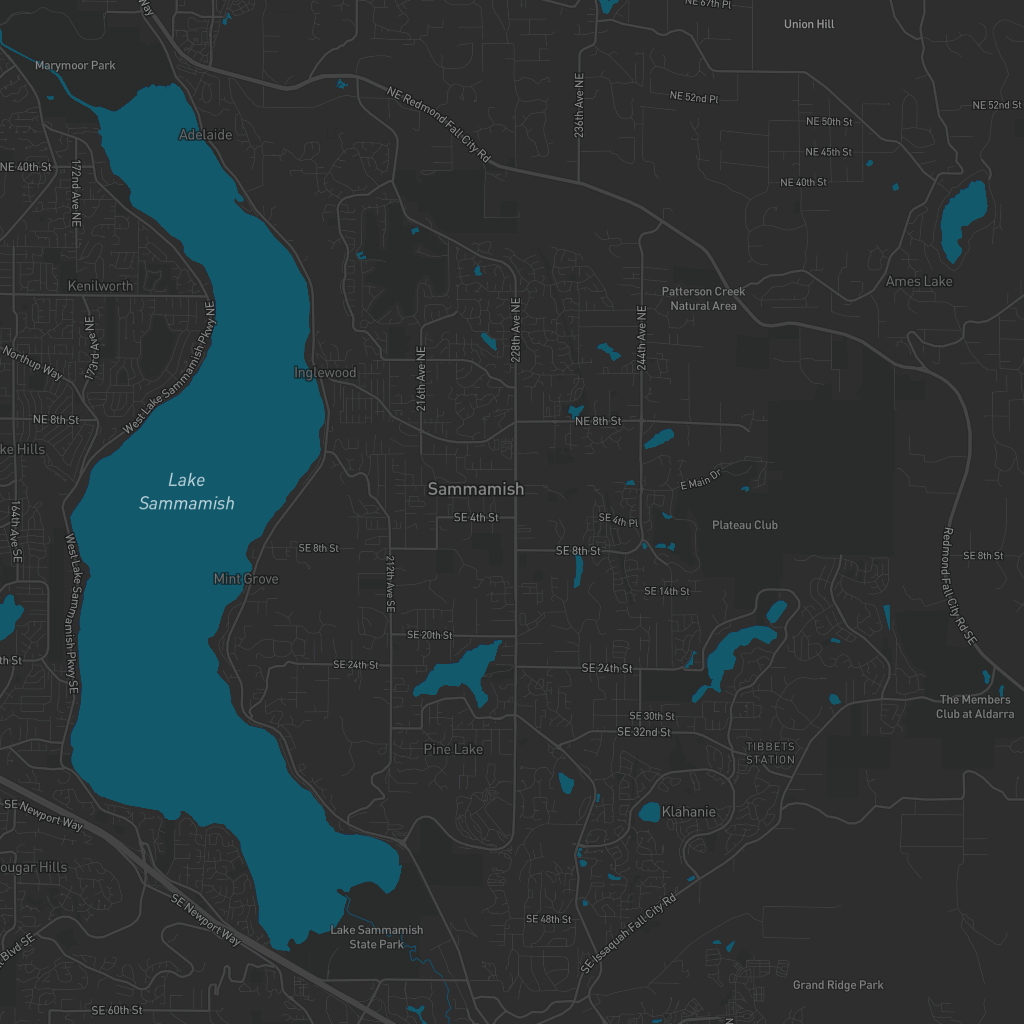 Way
NE 67th Pl
Union Hill
Marymoor Park
NE Redmond Fall City Rd
236th Ave NE
NE 52nd Pl
NE 52nd St
NE 50th St
Adelaide
NE 45th St
NE 40th St
172nd Ave NE
NE 40th St
Kenilworth
Ames Lake
Patterson Creek
Natural Area
West Lake Sammamish Pkwy NE
228th Ave NE
244th Ave NE
173rd Ave NE
Northup Way
216th Ave NE
Inglewood
NE 8th St
NE 8th St
ke Hills
Lake
Sammamish
E Main Dr
Sammamish
164th Ave SE
SE 4th St
SE 4th Pl
Plateau Club
SE 8th St
SE 8th St
SE 8th St
Redmond Fall City Rd SE
West Lake Sammamish Pkwy SE
Mint Grove
212th Ave SE
SE 14th St
SE 20th St
th St
SE 24th St
SE 24th St
The Members
Club at Aldarra
SE 30th St
SE 32nd St
Pine Lake
TIBBETS
STATION
SE Newport Way
Klahanie
ougar Hills
SE Newport Way
SE 48th St
SE Issaquah Fall City Rd
Lake Sammamish
State Park
Blvd SE
Grand Ridge Park
SE 60th St
N